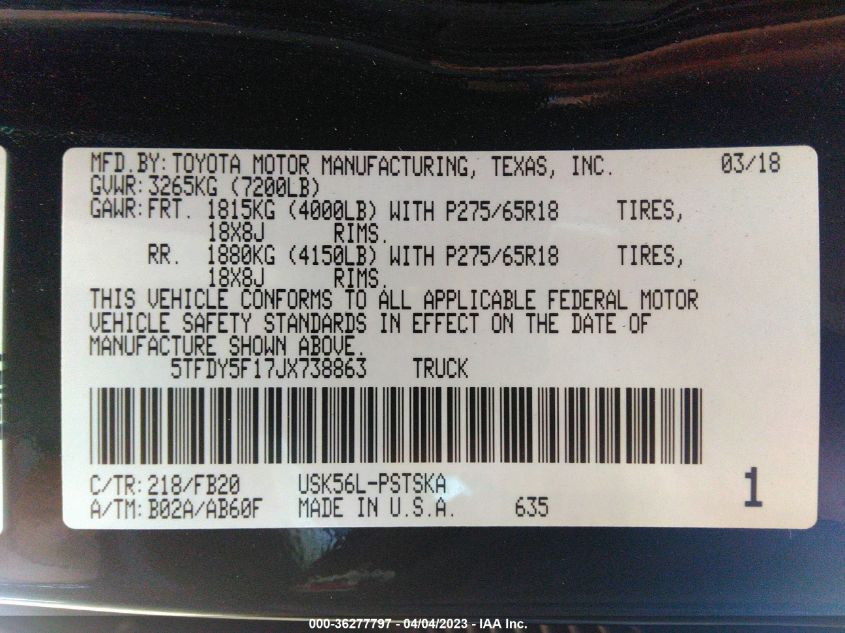 MFD.BY:TOYOTA MOTOR MANUFACTURING, TEXAS, INC. 03/18
GVWR:3265KG (7200LB)
GAWR:FRT. 1815KG (4000LB) WITH P275/65R18 TIRES,
18X8J RIMS.
RR. 1880KG (4150LB) WITH P275/65R18 TIRES,
18X8J RIMS.
THIS VEHICLE CONFORMS TO ALL APPLICABLE FEDERAL MOTOR
VEHICLE SAFETY STANDARDS IN EFFECT ON THE DATE OF
MANUFACTURE SHOWN ABOVE.
5TFDY5F17JX738863 TRUCK
C/TR:218/FB20 USK56L-PSTSKA
A/TM:B02A/AB60F MADE IN U.S.A. 635
1
000-36277797 - 04/04/2023 - IAA Inc.